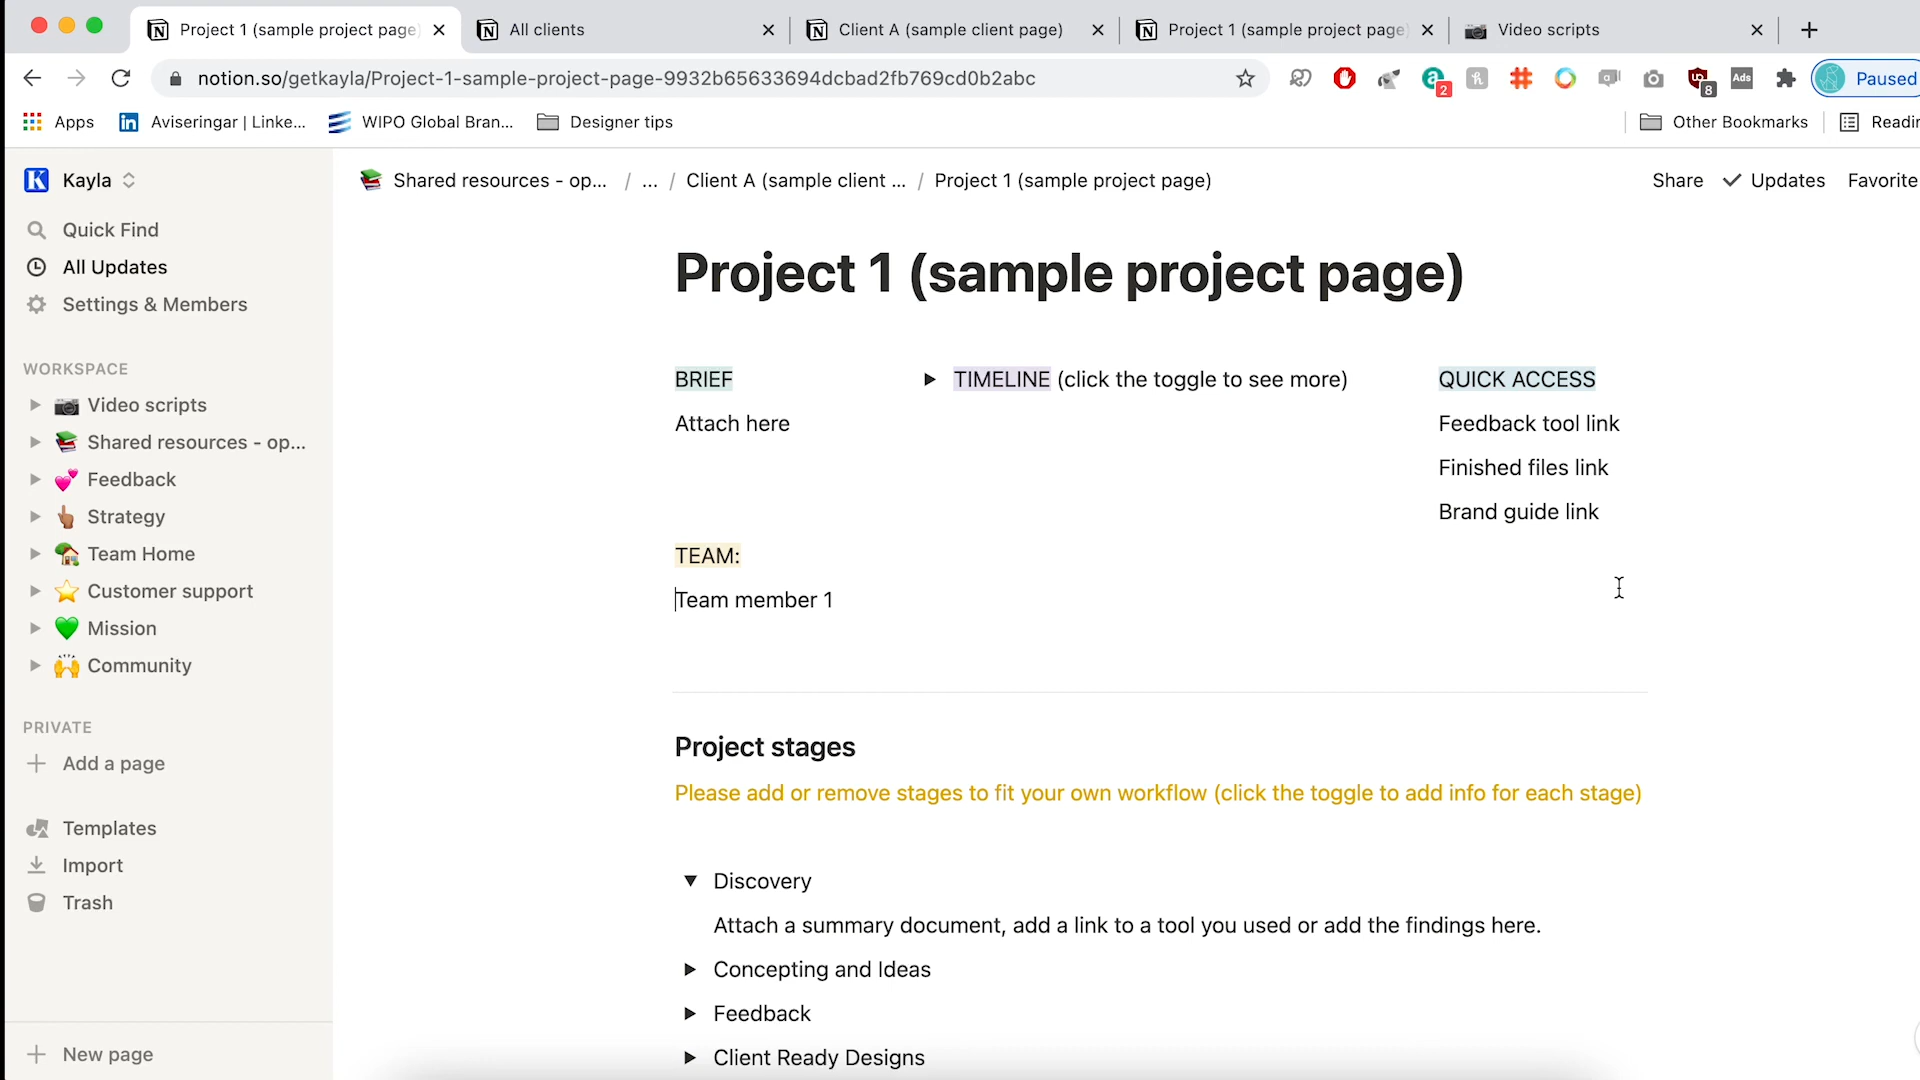 Project 1 (sample project page)
All clients
Client A (sample client page)
Project 1 (sample project page)
Video scripts
notion.so/getkayla/Project-1-sample-project-page-9932b65633694dcbad2fb769cd0b2abc
2
8
Ads
Paused
Apps
Aviseringar | Linke...
WIPO Global Bran...
Designer tips
Other Bookmarks
Readin
K
Kayla
Shared resources - op... / ... / Client A (sample client ... / Project 1 (sample project page)
Share
Updates
Favorite
Quick Find
All Updates
Settings & Members
WORKSPACE
Video scripts
Shared resources - op...
Feedback
Strategy
Team Home
Customer support
Mission
Community
PRIVATE
Add a page
Templates
Import
Trash
New page
Project 1 (sample project page)
BRIEF
Attach here
TIMELINE (click the toggle to see more)
QUICK ACCESS
Feedback tool link
Finished files link
Brand guide link
TEAM:
Team member 1
Project stages
Please add or remove stages to fit your own workflow (click the toggle to add info for each stage)
Discovery
Attach a summary document, add a link to a tool you used or add the findings here.
Concepting and Ideas
Feedback
Client Ready Designs